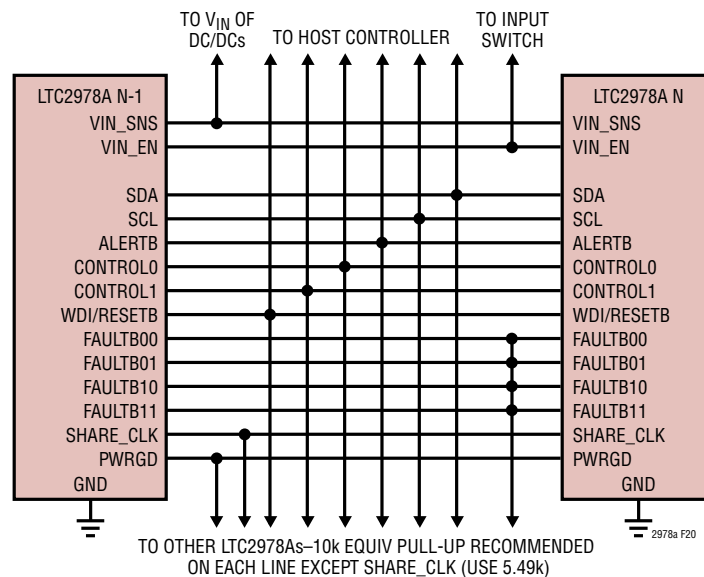 TO VIN OF
DC/DCs
TO HOST CONTROLLER
TO INPUT
SWITCH
LTC2978A N-1
VIN_SNS
VIN_EN
SDA
SCL
ALERTB
CONTROL0
CONTROL1
WDI/RESETB
FAULTB00
FAULTB01
FAULTB10
FAULTB11
SHARE_CLK
PWRGD
GND
LTC2978A N
VIN_SNS
VIN_EN
SDA
SCL
ALERTB
CONTROL0
CONTROL1
WDI/RESETB
FAULTB00
FAULTB01
FAULTB10
FAULTB11
SHARE_CLK
PWRGD
GND
2978a F20
TO OTHER LTC2978As–10k EQUIV PULL-UP RECOMMENDED
ON EACH LINE EXCEPT SHARE_CLK (USE 5.49k)